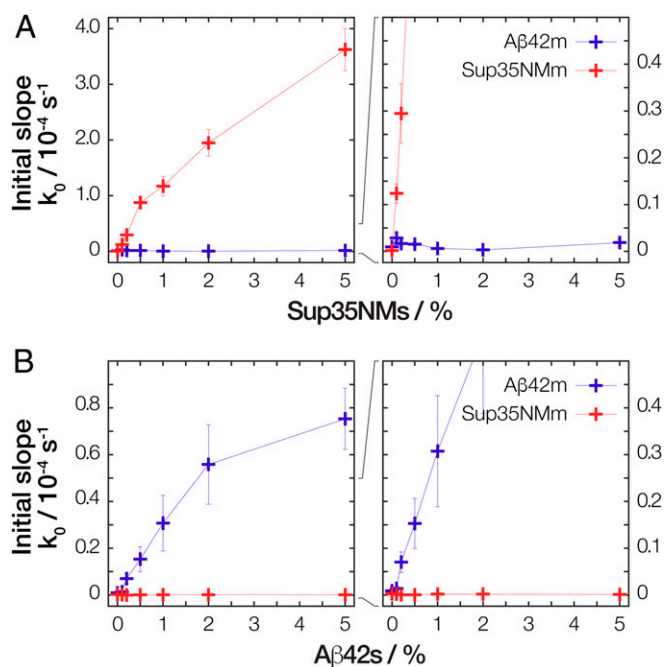 A
Initial slope
k₀ / 10⁻⁴ s⁻¹
4.0
3.0
2.0
1.0
0
0 1 2 3 4 5
Aβ42m
Sup35NMm
0.4
0.3
0.2
0.1
0
0 1 2 3 4 5
Sup35NMs / %
B
Initial slope
k₀ / 10⁻⁴ s⁻¹
0.8
0.6
0.4
0.2
0
0 1 2 3 4 5
Aβ42m
Sup35NMm
0.4
0.3
0.2
0.1
0
0 1 2 3 4 5
Aβ42s / %